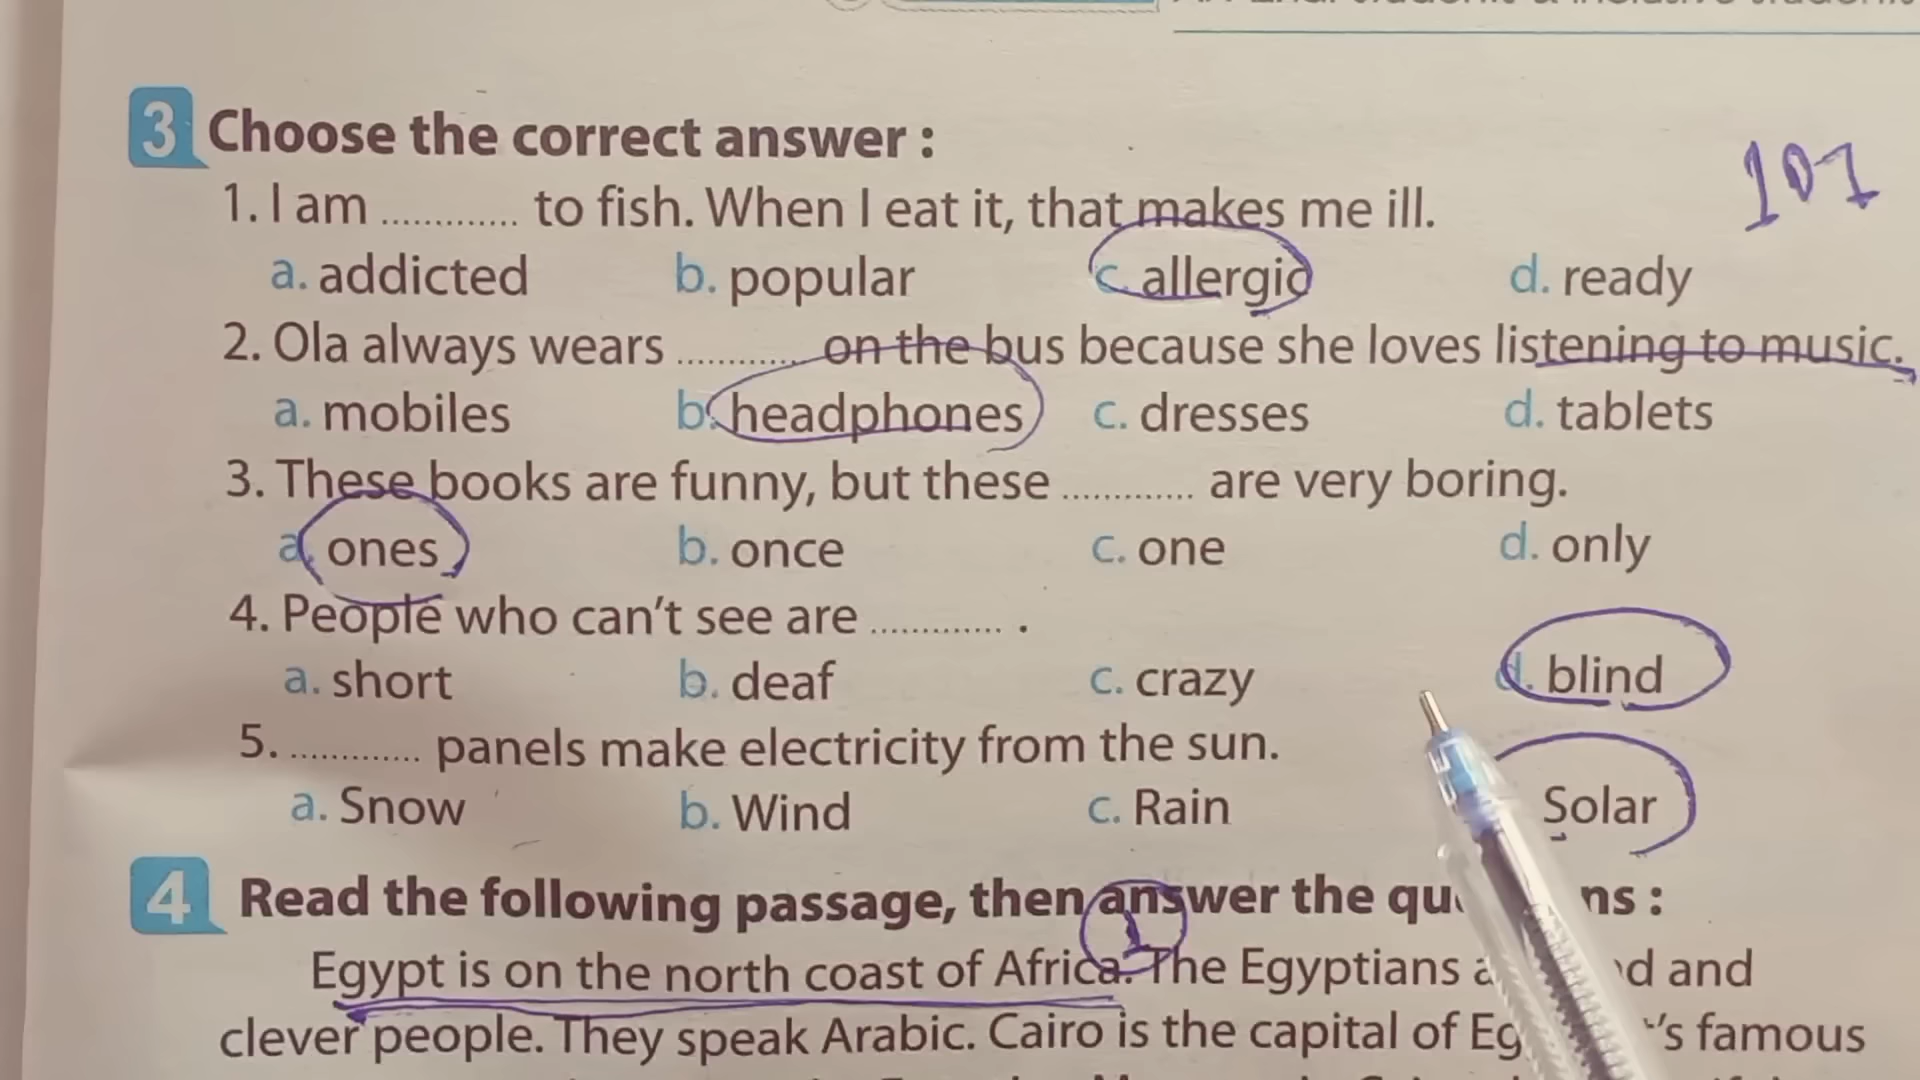 3 Choose the correct answer :
107
1. I am ............ to fish. When I eat it, that makes me ill.
a. addicted b. popular c. allergic d. ready
2. Ola always wears ............ on the bus because she loves listening to music.
a. mobiles b. headphones c. dresses d. tablets
3. These books are funny, but these ............ are very boring.
a. ones b. once c. one d. only
4. People who can't see are ............ .
a. short b. deaf c. crazy d. blind
5. ............ panels make electricity from the sun.
a. Snow b. Wind c. Rain Solar
4 Read the following passage, then answer the
1
Egypt is on the north coast of Africa. The Egyptians and
clever people. They speak Arabic. Cairo is the capital of famous